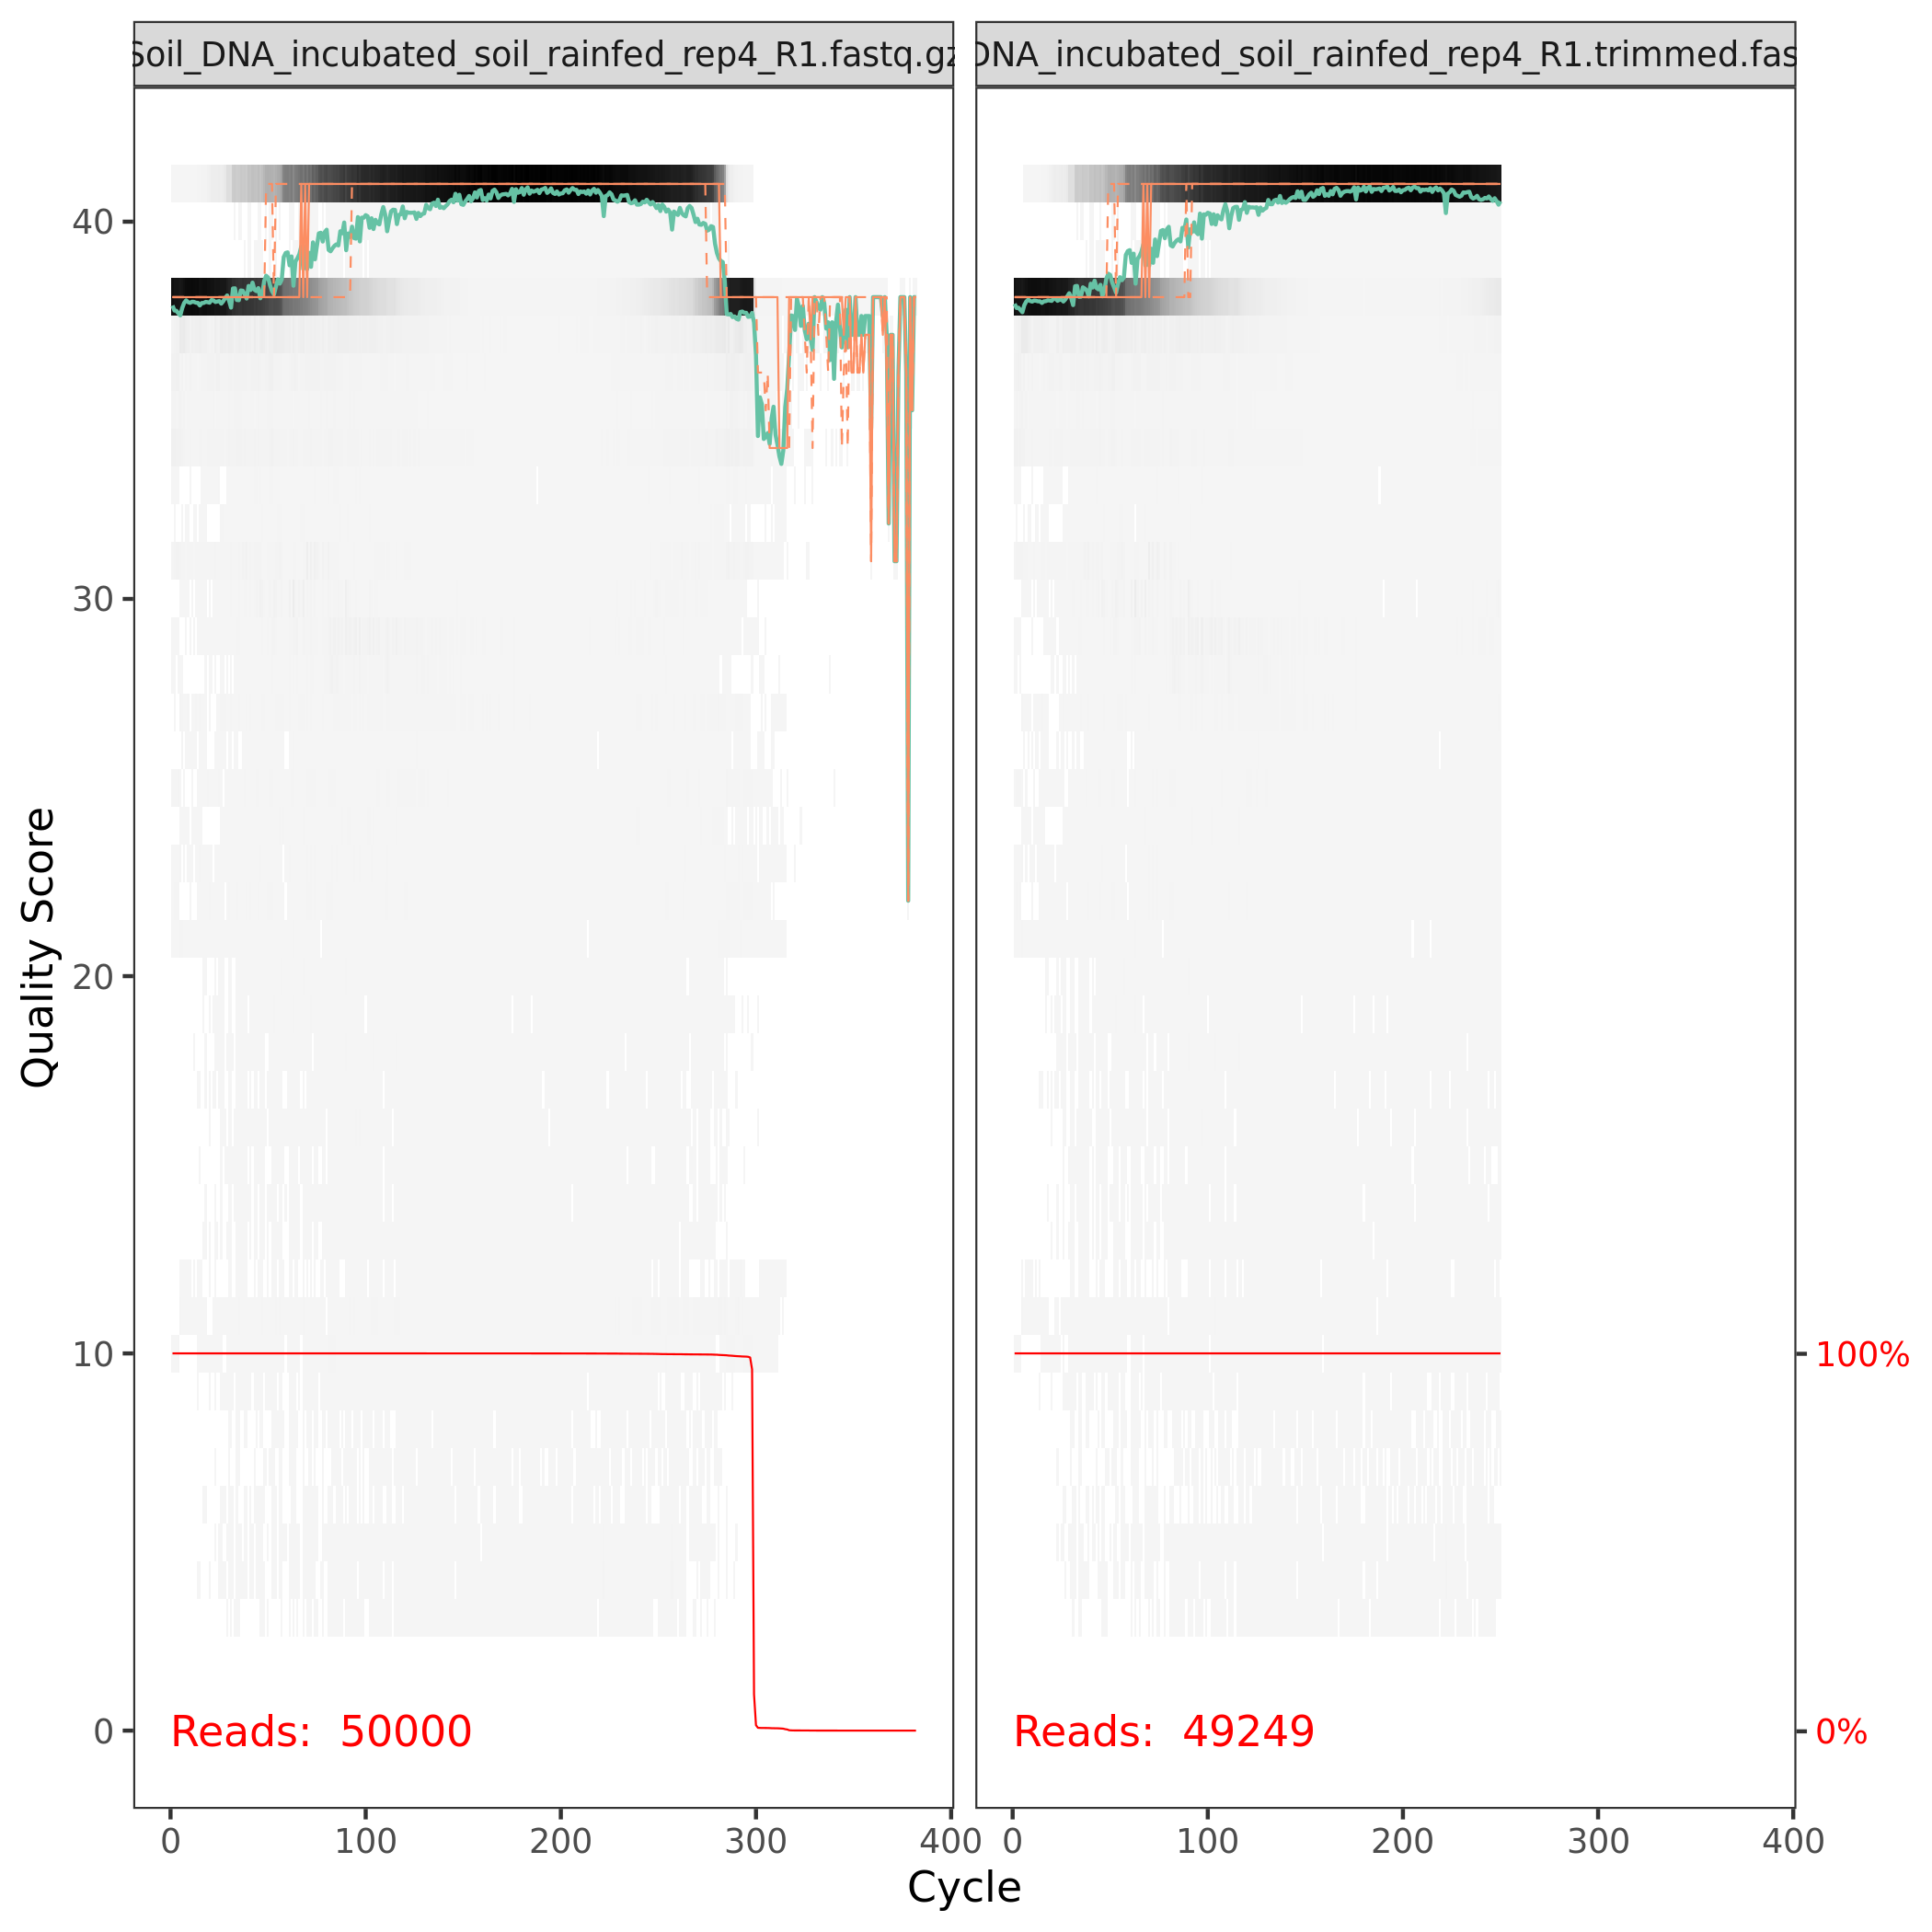 Soil_DNA_incubated_soil_rainfed_rep4_R1.fastq.gz
DNA_incubated_soil_rainfed_rep4_R1.trimmed.fas
Quality Score
40
30
20
10
0
100%
0%
Reads: 50000
Reads: 49249
0 100 200 300 400
0 100 200 300 400
Cycle